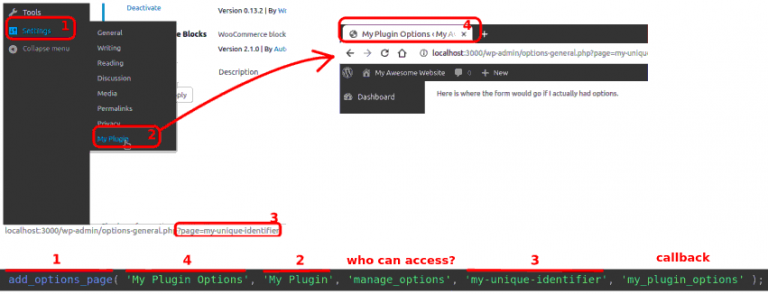 Deactivate
Tools
Version 0.13.2 | By Au
Settings 1
General
Collapse menu
Writing
e Blocks
WooCommerce block
Reading
Version 2.1.0 | By Aut
Discussion
Description
Media
pply
Permalinks
Privacy
My Plugin 2
3
localhost:3000/wp-admin/options-general.php?page=my-unique-identifier
My Plugin Options ‹ My A 4
localhost:3000/wp-admin/options-general.php?page=my-unique
My Awesome Website 0 + New
Dashboard
Here is where the form would go if I actually had options.
1 4 2 who can access? 3 callback
add_options_page( 'My Plugin Options', 'My Plugin', 'manage_options', 'my-unique-identifier', 'my_plugin_options' );